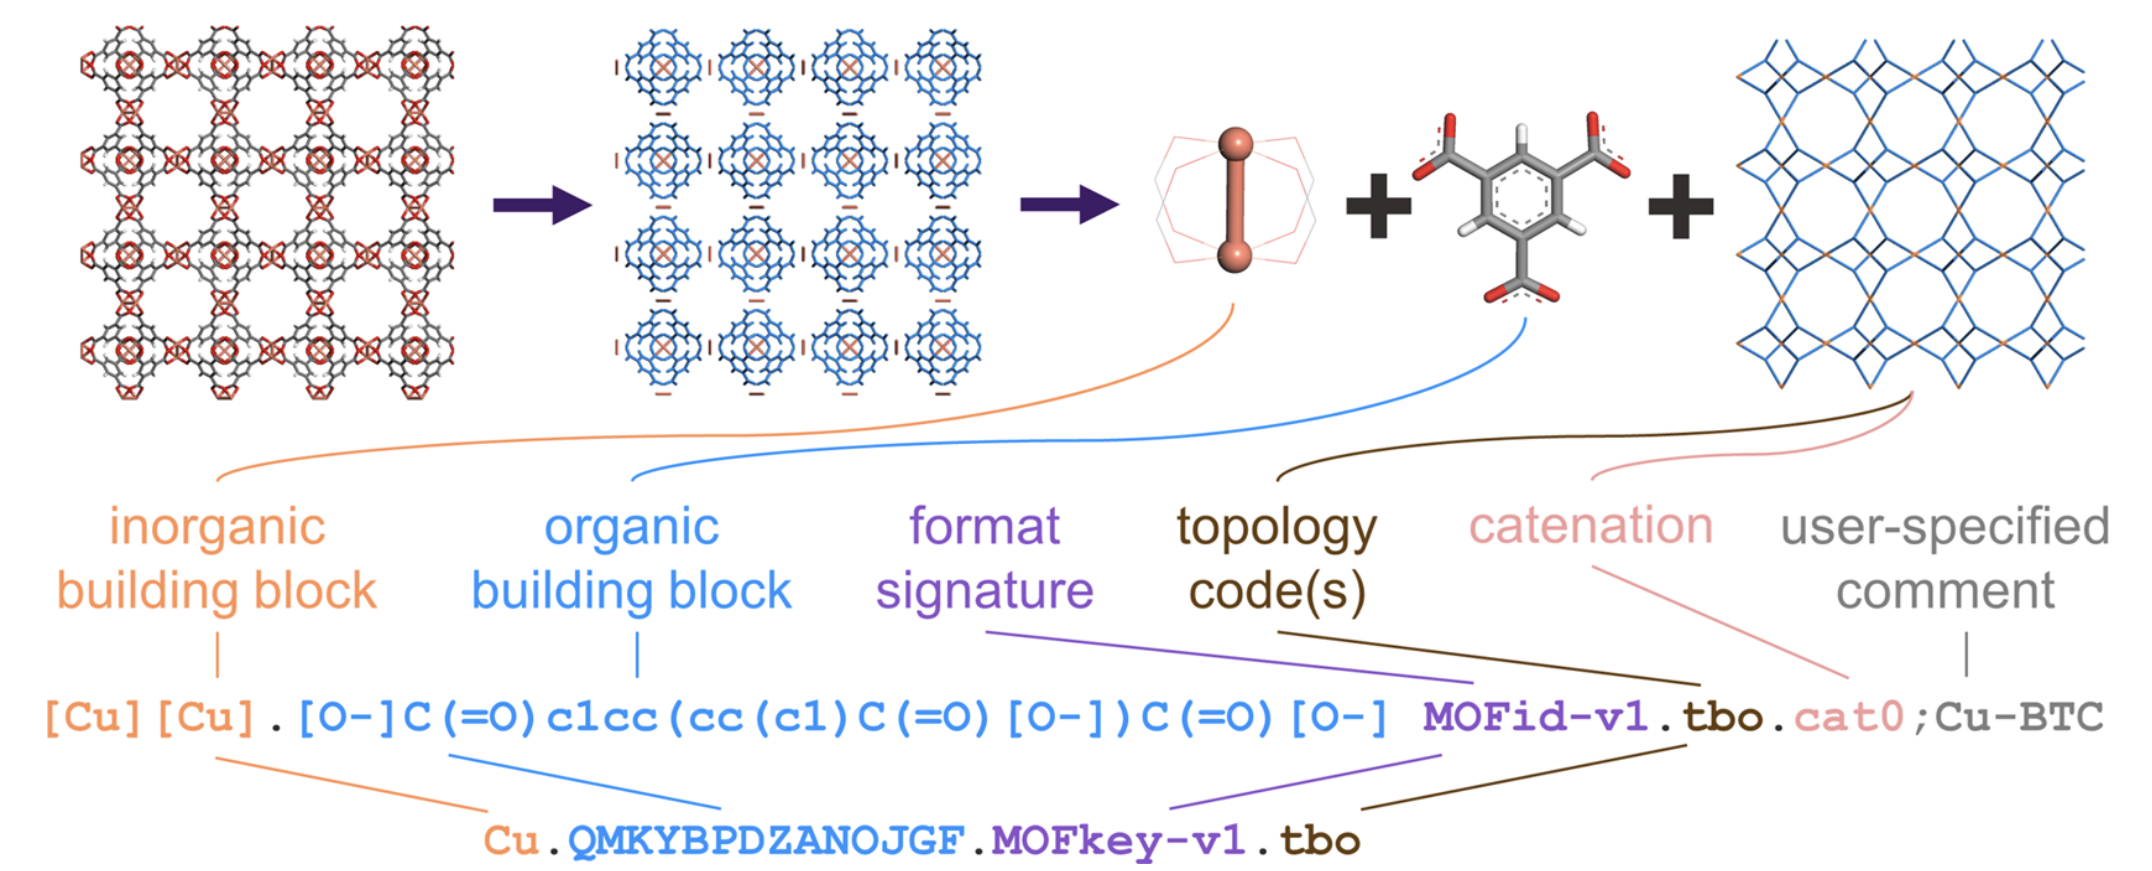 inorganic
building block
organic
building block
format
signature
topology
code(s)
catenation
user-specified
comment
[Cu][Cu].[O-]C(=O)c1cc(cc(c1)C(=O)[O-])C(=O)[O-] MOFid-v1.tbo.cat0;Cu-BTC
Cu.QMKYBPDZANOJGF.MOFkey-v1.tbo